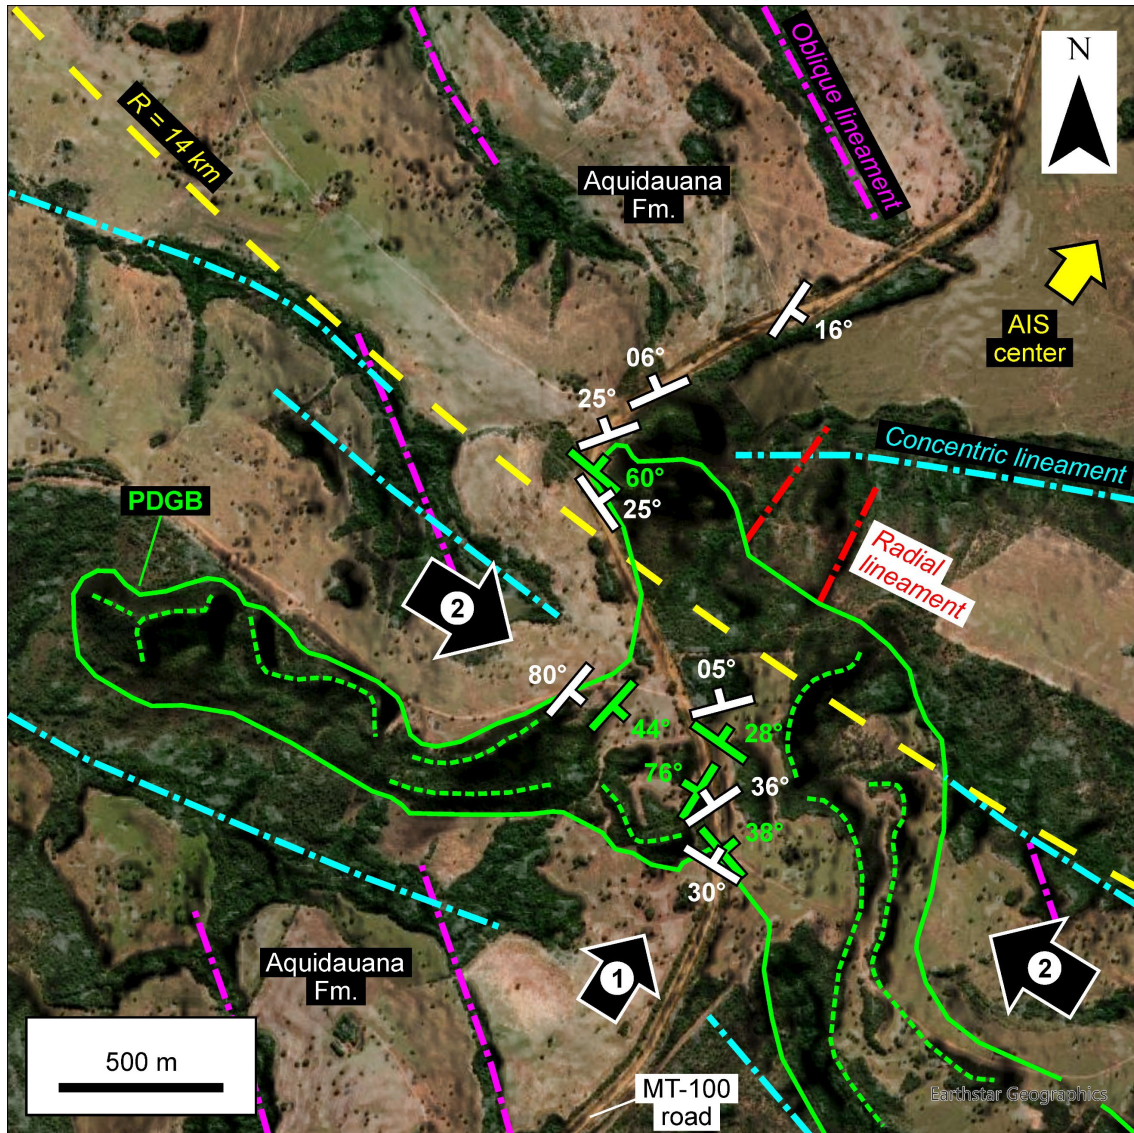 N
Oblique lineament
R = 14 km
Aquidauana
Fm.
AIS
center
16°
06°
25°
Concentric lineament
60°
25°
PDGB
Radial
lineament
2
80°
05°
44°
28°
76°
36°
38°
30°
Aquidauana
Fm.
1
2
500 m
MT-100
road
Earthstar Geographics